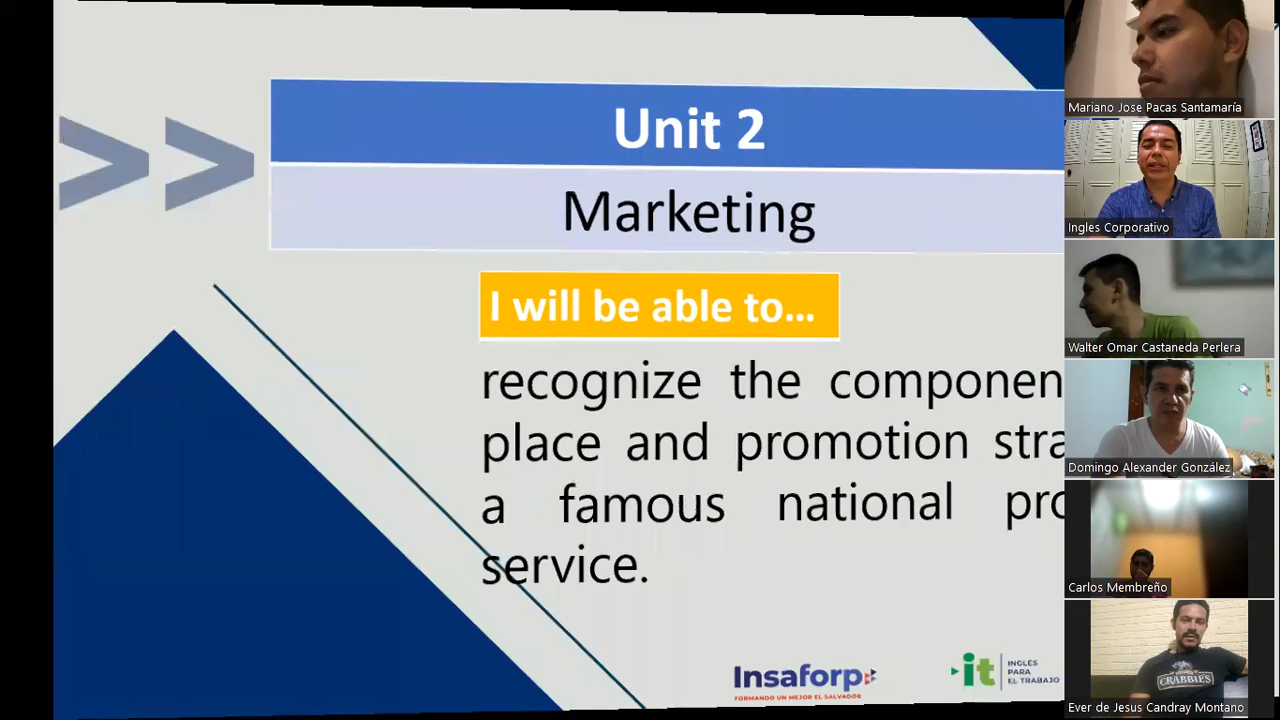 Unit 2
Marketing
I will be able to...
recognize the componen
place and promotion stra
a famous national pro
service.
Insaforp
FORMANDO UN MEJOR EL SALVADOR
it
INGLÉS
PARA
EL TRABAJO
Mariano Jose Pacas Santamaría
Ingles Corporativo
Walter Omar Castaneda Perlera
Domingo Alexander González
Carlos Membreño
CRABBIES
Ever de Jesus Candray Montano